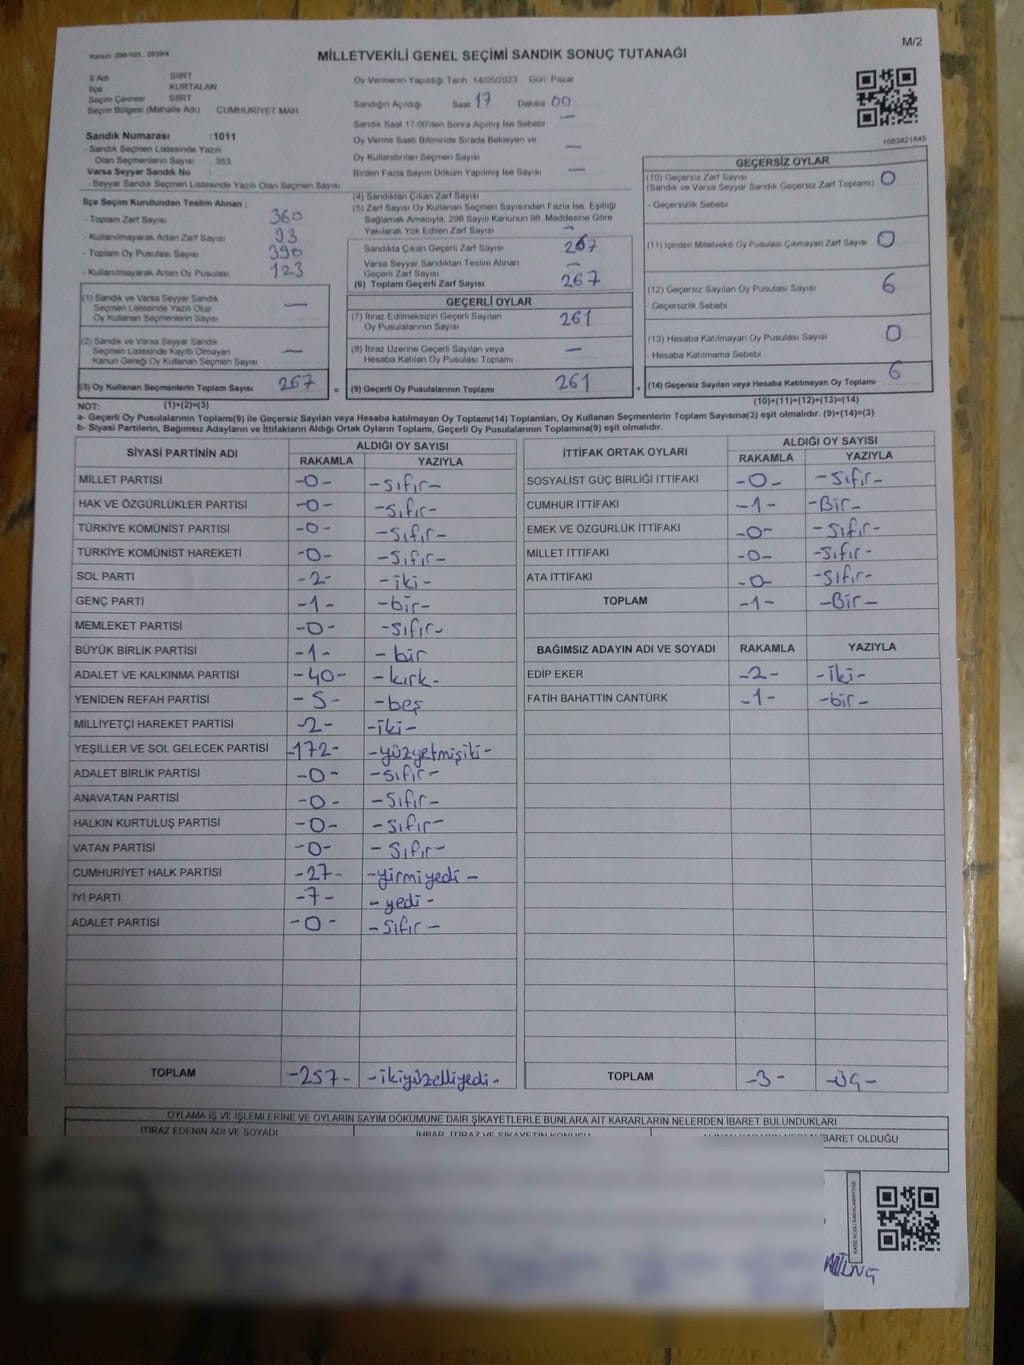 Kanun: 298/105 : 2839/4
MİLLETVEKİLİ GENEL SEÇİMİ SANDIK SONUÇ TUTANAĞI
M/2
İl Adı SİİRT
İlçe KURTALAN
Seçim Çevresi SİİRT
Seçim Bölgesi (Mahalle Adı) CUMHURİYET MAH.
Sandık Numarası : 1011
- Sandık Seçmen Listesinde Yazılı
Olan Seçmenlerin Sayısı : 353
Varsa Seyyar Sandık No :
- Seyyar Sandık Seçmen Listesinde Yazılı Olan Seçmen Sayısı
Oy Vermenin Yapıldığı Tarih 14/05/2023 Gün Pazar
Sandığın Açıldığı Saat 17 Dakika 00
Sandık Saat 17.00'den Sonra Açılmış İse Sebebi —
Oy Verme Saati Bitiminde Sırada Bekleyen ve
Oy Kullandırılan Seçmen Sayısı —
Birden Fazla Sayım Döküm Yapılmış İse Sayısı —
1083821845
İlçe Seçim Kurulundan Teslim Alınan ;
- Toplam Zarf Sayısı 360
- Kullanılmayarak Artan Zarf Sayısı 93
- Toplam Oy Pusulası Sayısı 390
- Kullanılmayarak Artan Oy Pusulası 123
(1) Sandık ve Varsa Seyyar Sandık
Seçmen Listesinde Yazılı Olup
Oy Kullanan Seçmenlerin Sayısı —
(2) Sandık ve Varsa Seyyar Sandık
Seçmen Listesinde Kayıtlı Olmayan
Kanun Gereği Oy Kullanan Seçmen Sayısı —
(3) Oy Kullanan Seçmenlerin Toplam Sayısı 267
(4) Sandıktan Çıkan Zarf Sayısı
(5) Zarf Sayısı Oy Kullanan Seçmen Sayısından Fazla İse, Eşitliği
Sağlamak Amacıyla, 298 Sayılı Kanunun 98. Maddesine Göre
Yakılarak Yok Edilen Zarf Sayısı —
Sandıkta Çıkan Geçerli Zarf Sayısı 267
Varsa Seyyar Sandıktan Teslim Alınan
Geçerli Zarf Sayısı —
(6) Toplam Geçerli Zarf Sayısı 267
GEÇERLİ OYLAR
(7) İtiraz Edilmeksizin Geçerli Sayılan
Oy Pusulalarının Sayısı 261
(8) İtiraz Üzerine Geçerli Sayılan veya
Hesaba Katılan Oy Pusulası Toplamı —
= (9) Geçerli Oy Pusulalarının Toplamı 261
GEÇERSİZ OYLAR
(10) Geçersiz Zarf Sayısı
(Sandık ve Varsa Seyyar Sandık Geçersiz Zarf Toplamı) 0
- Geçersizlik Sebebi
(11) İçinden Milletvekili Oy Pusulası Çıkmayan Zarf Sayısı 0
(12) Geçersiz Sayılan Oy Pusulası Sayısı 6
Geçersizlik Sebebi
(13) Hesaba Katılmayan Oy Pusulası Sayısı 0
- Hesaba Katılmama Sebebi
+ (14) Geçersiz Sayılan veya Hesaba Katılmayan Oy Toplamı 6
NOT: (1)+(2)=(3)
(10)+(11)+(12)+(13)=(14)
a- Geçerli Oy Pusulalarının Toplamı(9) ile Geçersiz Sayılan veya Hesaba katılmayan Oy Toplamı(14) Toplamları, Oy Kullanan Seçmenlerin Toplam Sayısına(3) eşit olmalıdır. (9)+(14)=(3)
b- Siyasi Partilerin, Bağımsız Adayların ve İttifakların Aldığı Ortak Oyların Toplamı, Geçerli Oy Pusulalarının Toplamına(9) eşit olmalıdır.
SİYASİ PARTİNİN ADI ALDIĞI OY SAYISI
RAKAMLA YAZIYLA
MİLLET PARTİSİ -0- -sıfır-
HAK VE ÖZGÜRLÜKLER PARTİSİ -0- -sıfır-
TÜRKİYE KOMÜNİST PARTİSİ -0- -sıfır-
TÜRKİYE KOMÜNİST HAREKETİ -0- -sıfır-
SOL PARTİ -2- -iki-
GENÇ PARTİ -1- -bir-
MEMLEKET PARTİSİ -0- -sıfır-
BÜYÜK BİRLİK PARTİSİ -1- -bir
ADALET VE KALKINMA PARTİSİ -40- -kırk-
YENİDEN REFAH PARTİSİ -5- -beş
MİLLİYETÇİ HAREKET PARTİSİ -2- -iki-
YEŞİLLER VE SOL GELECEK PARTİSİ -172- -yüzyetmişiki-
ADALET BİRLİK PARTİSİ -0- -sıfır-
ANAVATAN PARTİSİ -0- -sıfır-
HALKIN KURTULUŞ PARTİSİ -0- -sıfır-
VATAN PARTİSİ -0- -sıfır-
CUMHURİYET HALK PARTİSİ -27- -yirmiyedi-
İYİ PARTİ -7- -yedi-
ADALET PARTİSİ -0- -sıfır-
TOPLAM -257- -ikiyüzelliyedi-
İTTİFAK ORTAK OYLARI ALDIĞI OY SAYISI
RAKAMLA YAZIYLA
SOSYALİST GÜÇ BİRLİĞİ İTTİFAKI -0- -sıfır-
CUMHUR İTTİFAKI -1- -Bir-
EMEK VE ÖZGÜRLÜK İTTİFAKI -0- -sıfır-
MİLLET İTTİFAKI -0- -sıfır-
ATA İTTİFAKI -0- -sıfır-
TOPLAM -1- -Bir-
BAĞIMSIZ ADAYIN ADI VE SOYADI RAKAMLA YAZIYLA
EDİP EKER -2- -iki-
FATİH BAHATTİN CANTÜRK -1- -bir-
TOPLAM -3- -üç-
OYLAMA İŞ VE İŞLEMLERİNE VE OYLARIN SAYIM DÖKÜMÜNE DAİR ŞİKAYETLERLE BUNLARA AİT KARARLARIN NELERDEN İBARET BULUNDUKLARI
İTİRAZ EDENİN ADI VE SOYADI İHBAR, İTİRAZ VE ŞİKAYETİN KONUSU İBARET OLDUĞU